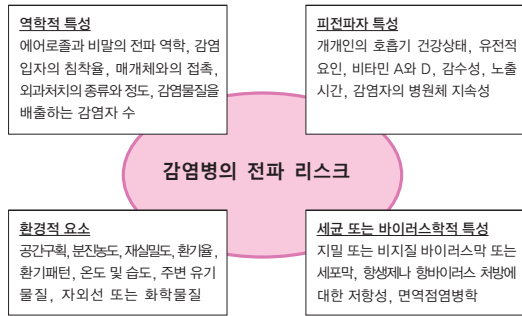 역학적 특성
에어로졸과 비말의 전파 역학, 감염
입자의 침착율, 매개체와의 접촉,
외과처치의 종류와 정도, 감염물질을
배출하는 감염자 수
피전파자 특성
개개인의 호흡기 건강상태, 유전적
요인, 비타민 A와 D, 감수성, 노출
시간, 감염자의 병원체 지속성
감염병의 전파 리스크
환경적 요소
공간구획, 분진농도, 재실밀도, 환기율,
환기패턴, 온도 및 습도, 주변 유기
물질, 자외선 또는 화학물질
세균 또는 바이러스학적 특성
지밀 또는 비지질 바이러스막 또는
세포막, 항생제나 항바이러스 처방에
대한 저항성, 면역점염병학